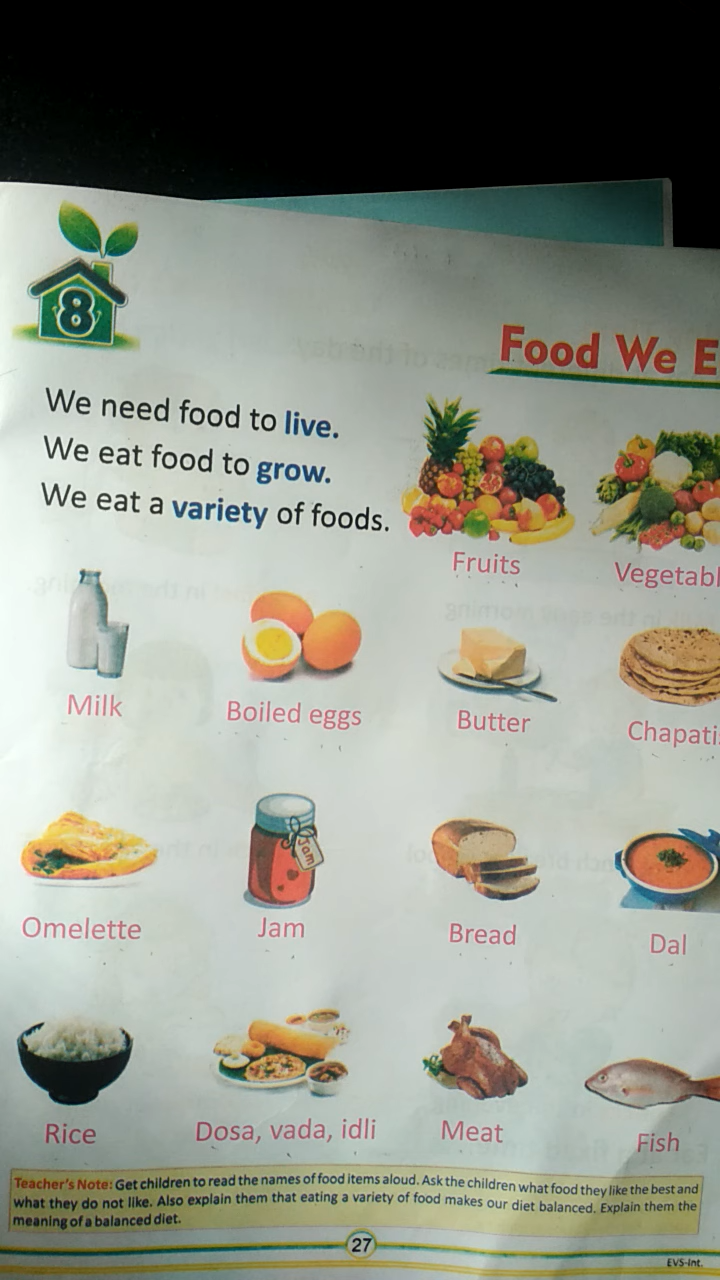 8
Food We E
We need food to live.
We eat food to grow.
We eat a variety of foods.
Fruits
Vegetabl
Milk
Boiled eggs
Butter
Chapati
Omelette
Jam
Jam
Bread
Dal
Rice
Dosa, vada, idli
Meat
Fish
Teacher's Note: Get children to read the names of food items aloud. Ask the children what food they like the best and
what they do not like. Also explain them that eating a variety of food makes our diet balanced. Explain them the
meaning of a balanced diet.
27
EVS-Int.